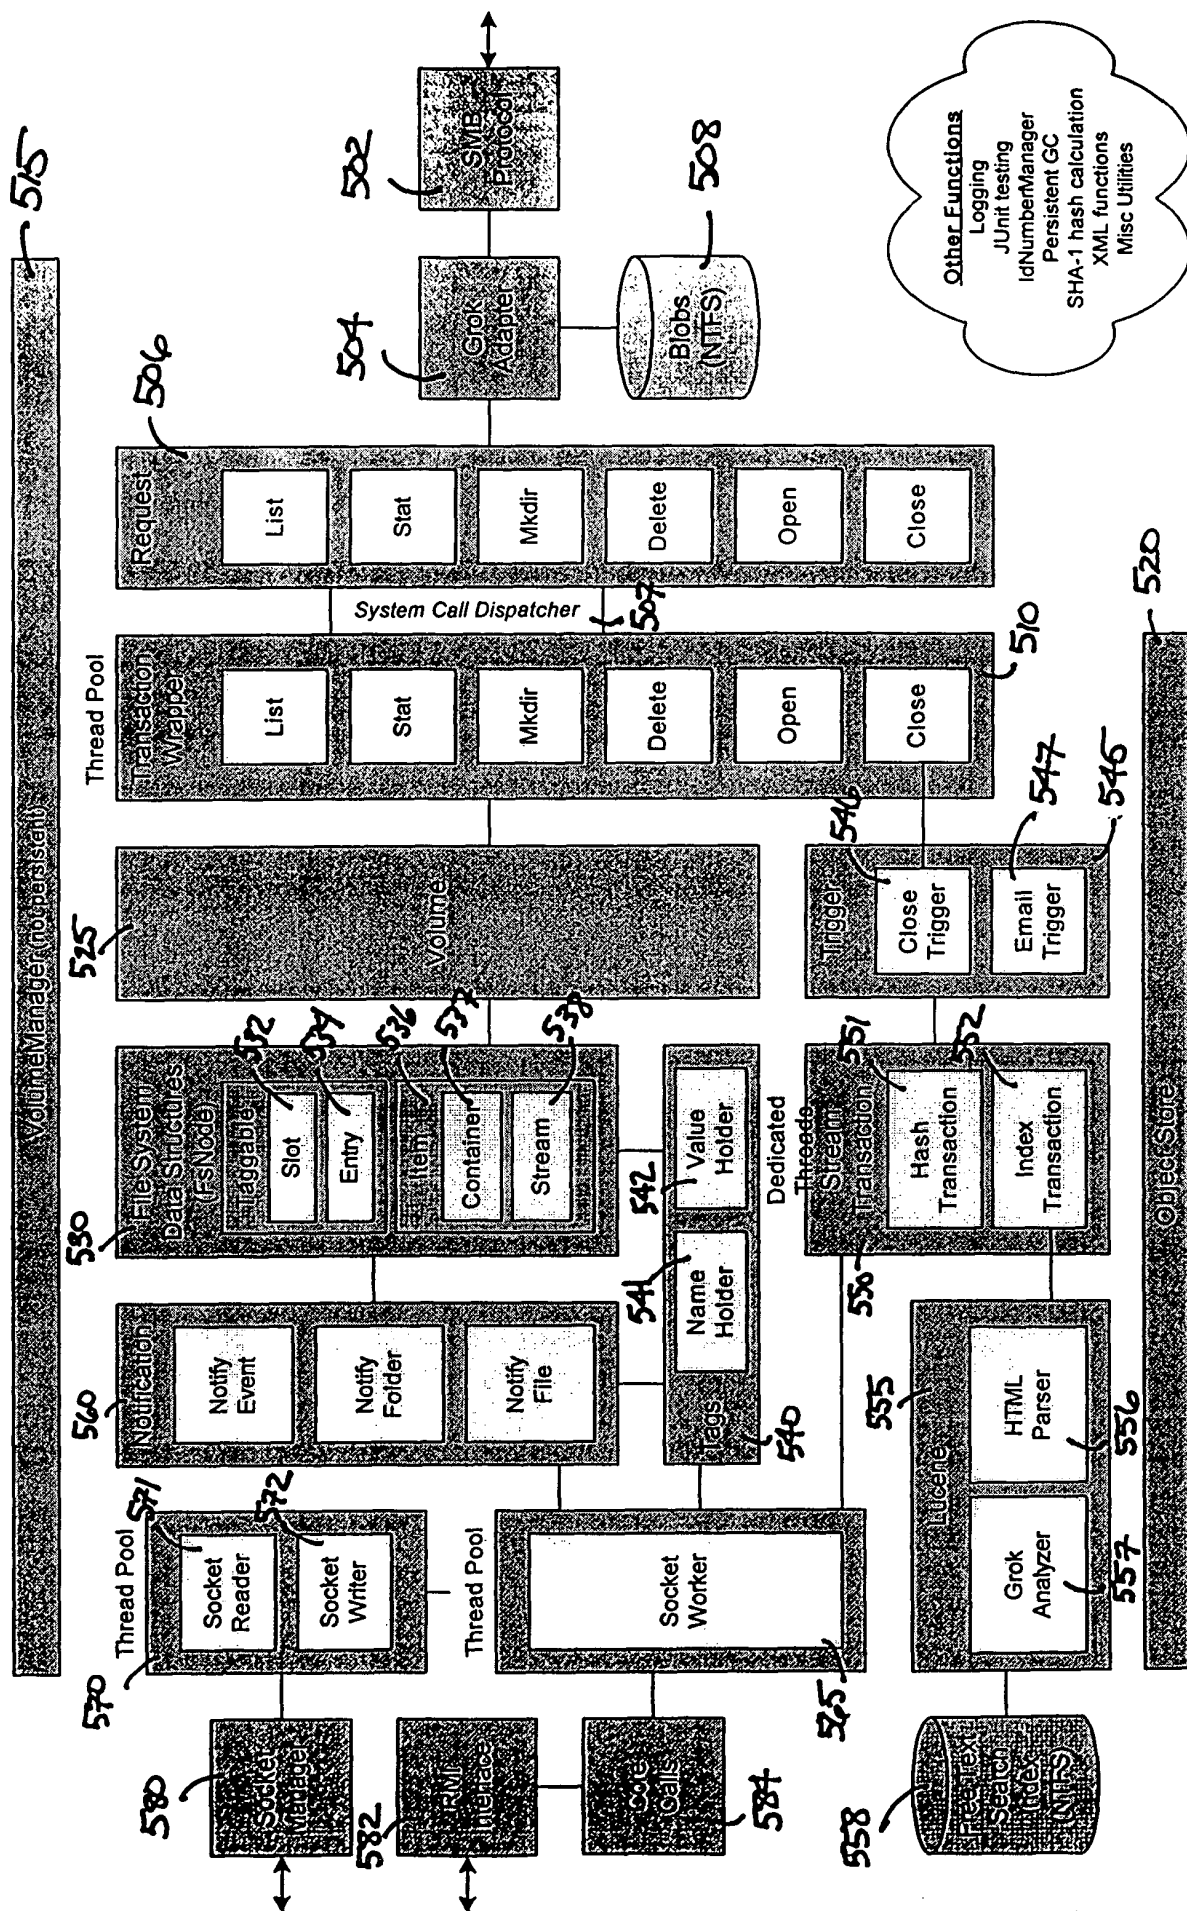 VolumeManager (not persistent)
515
SMB
Protocol
502
Grok
Adapter
504
Blobs
(NTFS)
508
Request
506
List
Stat
Mkdir
Delete
Open
Close
System Call Dispatcher
507
Thread Pool
Transaction
Wrapper
List
Stat
Mkdir
Delete
Open
Close
510
Volume
525
Trigger
Close
Trigger
546
Email
Trigger
547
545
File System
Data Structures
(FsNode)
530
Taggable
Slot
532
Entry
534
Item
536
Container
537
Stream
538
Dedicated
Threads
Stream
Transaction
550
Hash
Transaction
551
Index
Transaction
552
Tags
540
Name
Holder
541
Value
Holder
542
Notification
560
Notify
Event
Notify
Folder
Notify
File
Lucene
555
HTML
Parser
556
Grok
Analyzer
557
Thread Pool
570
Socket
Reader
571
Socket
Writer
572
Thread Pool
Socket
Worker
565
Socket
Manager
580
RMI
Interface
582
Core
Calls
584
Free Text
Search
Index
(NTFS)
558
Object Store
520
Other Functions
Logging
JUnit testing
IdNumberManager
Persistent GC
SHA-1 hash calculation
XML functions
Misc Utilities